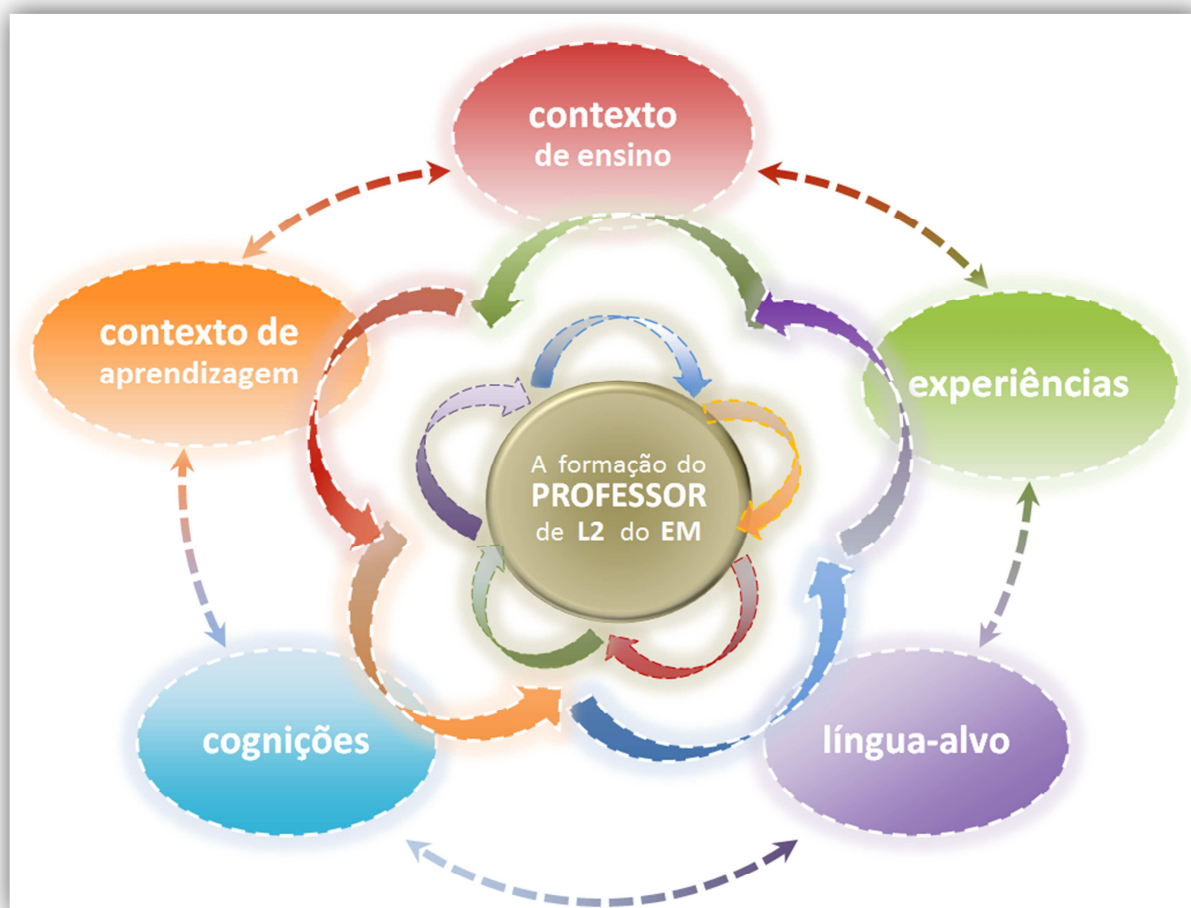 contexto
de ensino
contexto de
aprendizagem
experiências
A formação do
PROFESSOR
de L2 do EM
cognições
língua-alvo